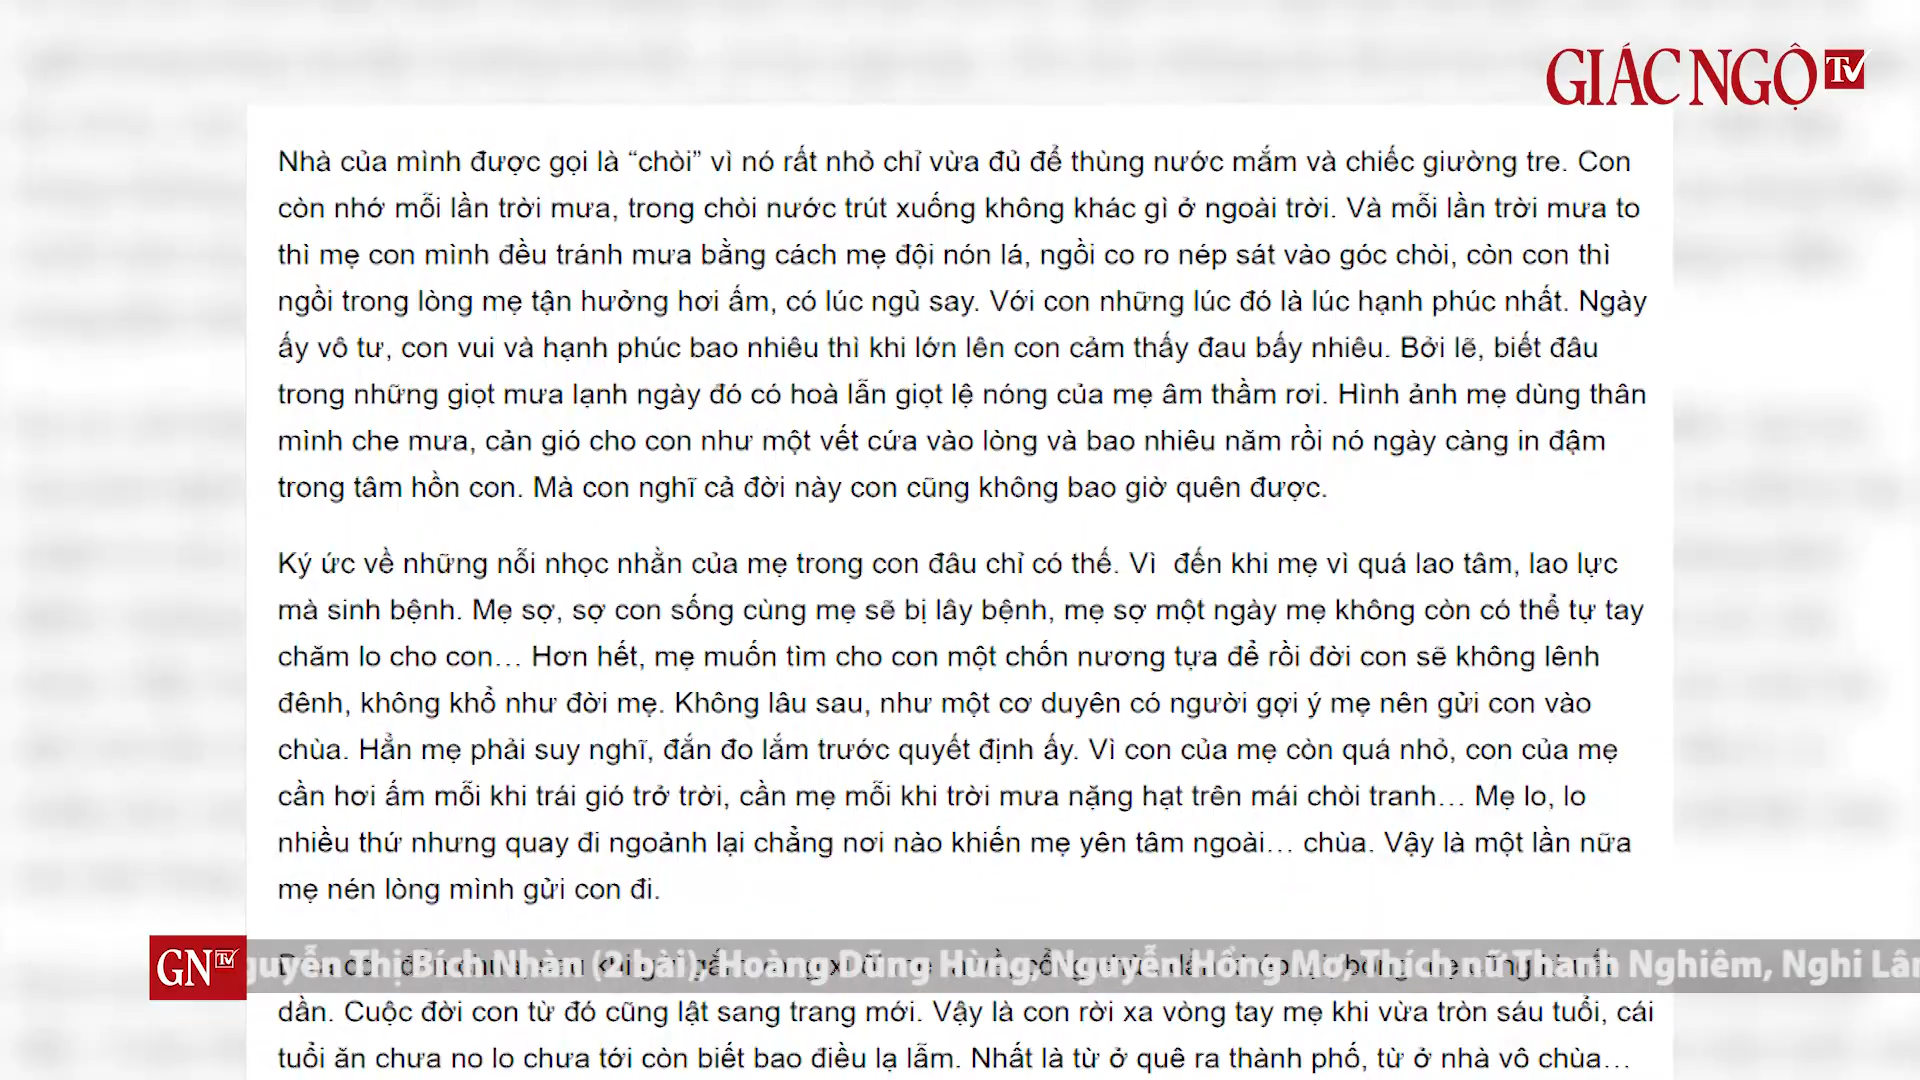 GIÁC NGỘ TV
Nhà của mình được gọi là “chòi” vì nó rất nhỏ chỉ vừa đủ để thùng nước mắm và chiếc giường tre. Con
còn nhớ mỗi lần trời mưa, trong chòi nước trút xuống không khác gì ở ngoài trời. Và mỗi lần trời mưa to
thì mẹ con mình đều tránh mưa bằng cách mẹ đội nón lá, ngồi co ro nép sát vào góc chòi, còn con thì
ngồi trong lòng mẹ tận hưởng hơi ấm, có lúc ngủ say. Với con những lúc đó là lúc hạnh phúc nhất. Ngày
ấy vô tư, con vui và hạnh phúc bao nhiêu thì khi lớn lên con cảm thấy đau bấy nhiêu. Bởi lẽ, biết đâu
trong những giọt mưa lạnh ngày đó có hoà lẫn giọt lệ nóng của mẹ âm thầm rơi. Hình ảnh mẹ dùng thân
mình che mưa, cản gió cho con như một vết cứa vào lòng và bao nhiêu năm rồi nó ngày càng in đậm
trong tâm hồn con. Mà con nghĩ cả đời này con cũng không bao giờ quên được.
Ký ức về những nỗi nhọc nhằn của mẹ trong con đâu chỉ có thế. Vì  đến khi mẹ vì quá lao tâm, lao lực
mà sinh bệnh. Mẹ sợ, sợ con sống cùng mẹ sẽ bị lây bệnh, mẹ sợ một ngày mẹ không còn có thể tự tay
chăm lo cho con… Hơn hết, mẹ muốn tìm cho con một chốn nương tựa để rồi đời con sẽ không lênh
đênh, không khổ như đời mẹ. Không lâu sau, như một cơ duyên có người gợi ý mẹ nên gửi con vào
chùa. Hẳn mẹ phải suy nghĩ, đắn đo lắm trước quyết định ấy. Vì con của mẹ còn quá nhỏ, con của mẹ
cần hơi ấm mỗi khi trái gió trở trời, cần mẹ mỗi khi trời mưa nặng hạt trên mái chòi tranh… Mẹ lo, lo
nhiều thứ nhưng quay đi ngoảnh lại chẳng nơi nào khiến mẹ yên tâm ngoài… chùa. Vậy là một lần nữa
mẹ nén lòng mình gửi con đi.
GN TV
guyễn Thị Bích Nhàn (2 bài), Hoàng Dũng Hùng, Nguyễn Hồng Mơ, Thích nữ Thánh Nghiêm, Nghi Lâm
dần. Cuộc đời con từ đó cũng lật sang trang mới. Vậy là con rời xa vòng tay mẹ khi vừa tròn sáu tuổi, cái
tuổi ăn chưa no lo chưa tới còn biết bao điều lạ lẫm. Nhất là từ ở quê ra thành phố, từ ở nhà vô chùa…